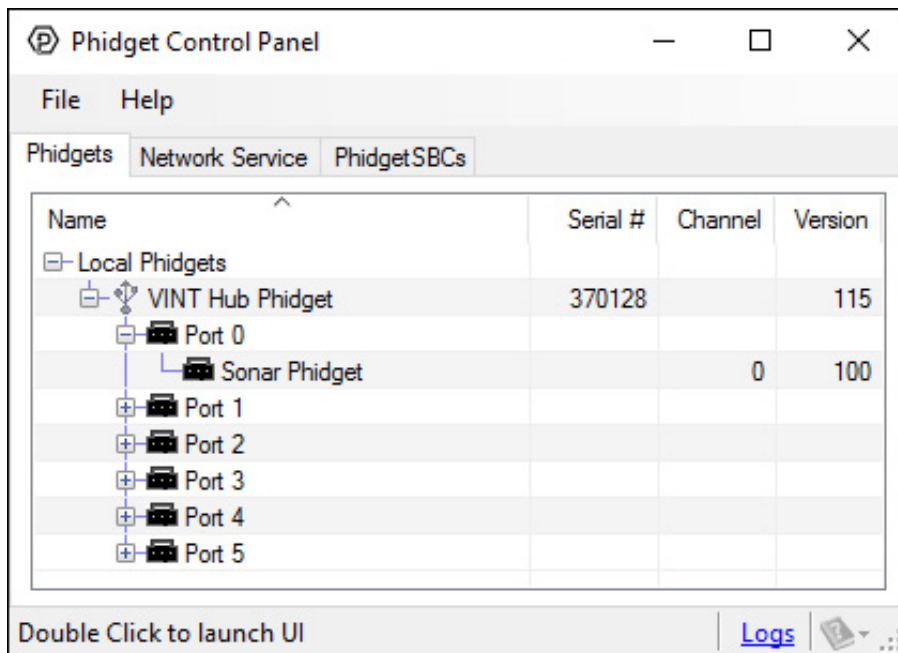 Phidget Control Panel
File Help
Phidgets Network Service PhidgetSBCs
Name Serial # Channel Version
Local Phidgets
VINT Hub Phidget 370128 115
Port 0
Sonar Phidget 0 100
Port 1
Port 2
Port 3
Port 4
Port 5
Double Click to launch UI Logs